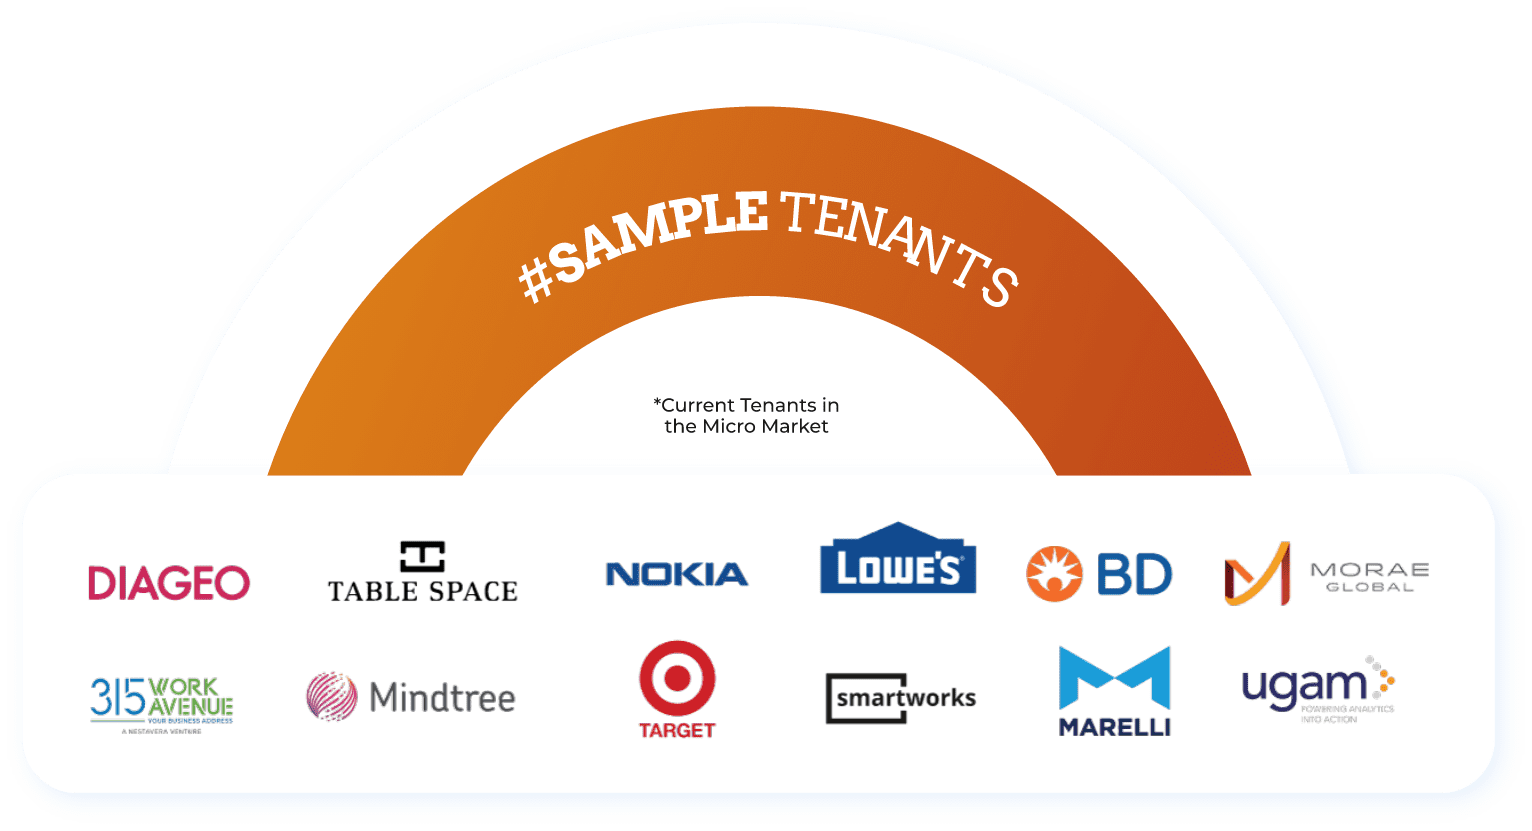 #SAMPLE TENANTS
*Current Tenants in
the Micro Market
DIAGEO
TABLE SPACE
NOKIA
LOWE'S
BD
MORAE
GLOBAL
315 WORK
AVENUE
YOUR BUSINESS ADDRESS
A NESTAVERA VENTURE
Mindtree
TARGET
smartworks
MARELLI
ugam
POWERING ANALYTICS
INTO ACTION